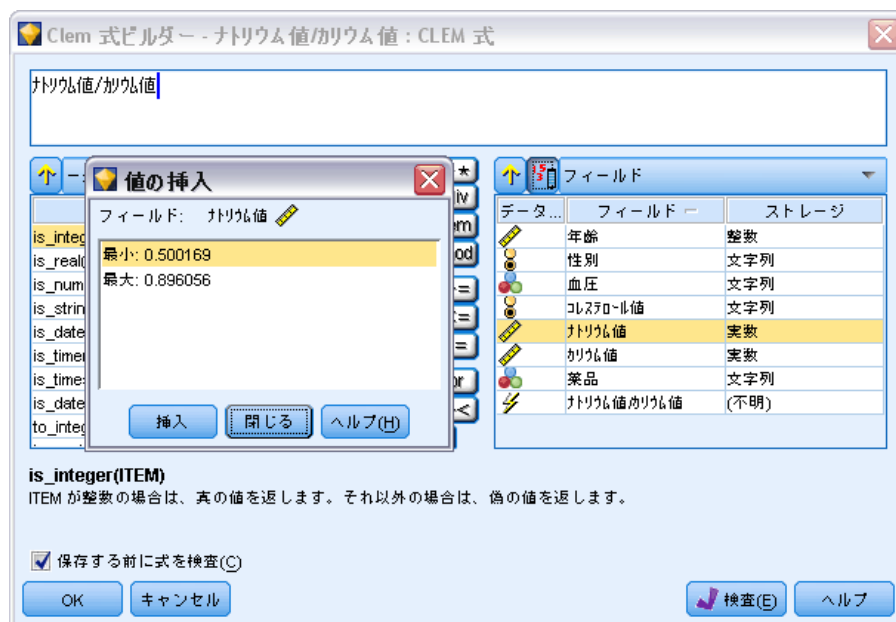 Clem 式ビルダー - ナトリウム値/カリウム値 : CLEM 式
ﾅﾄﾘｳﾑ値/ｶﾘｳﾑ値
値の挿入
フィールド: ﾅﾄﾘｳﾑ値
最小: 0.500169
最大: 0.896056
挿入
閉じる
ヘルプ(H)
is_integ
is_real(
is_num
is_strin
is_date
is_time
is_time
is_date
to_integ
*
iv
em
od
>=
<=
=
or
><
フィールド
データ... フィールド ストレージ
年齢 整数
性別 文字列
血圧 文字列
ｺﾚｽﾃﾛｰﾙ値 文字列
ﾅﾄﾘｳﾑ値 実数
ｶﾘｳﾑ値 実数
薬品 文字列
ﾅﾄﾘｳﾑ値/ｶﾘｳﾑ値 (不明)
is_integer(ITEM)
ITEM が整数の場合は、真の値を返します。それ以外の場合は、偽の値を返します。
保存する前に式を検査(C)
OK
キャンセル
検査(E)
ヘルプ